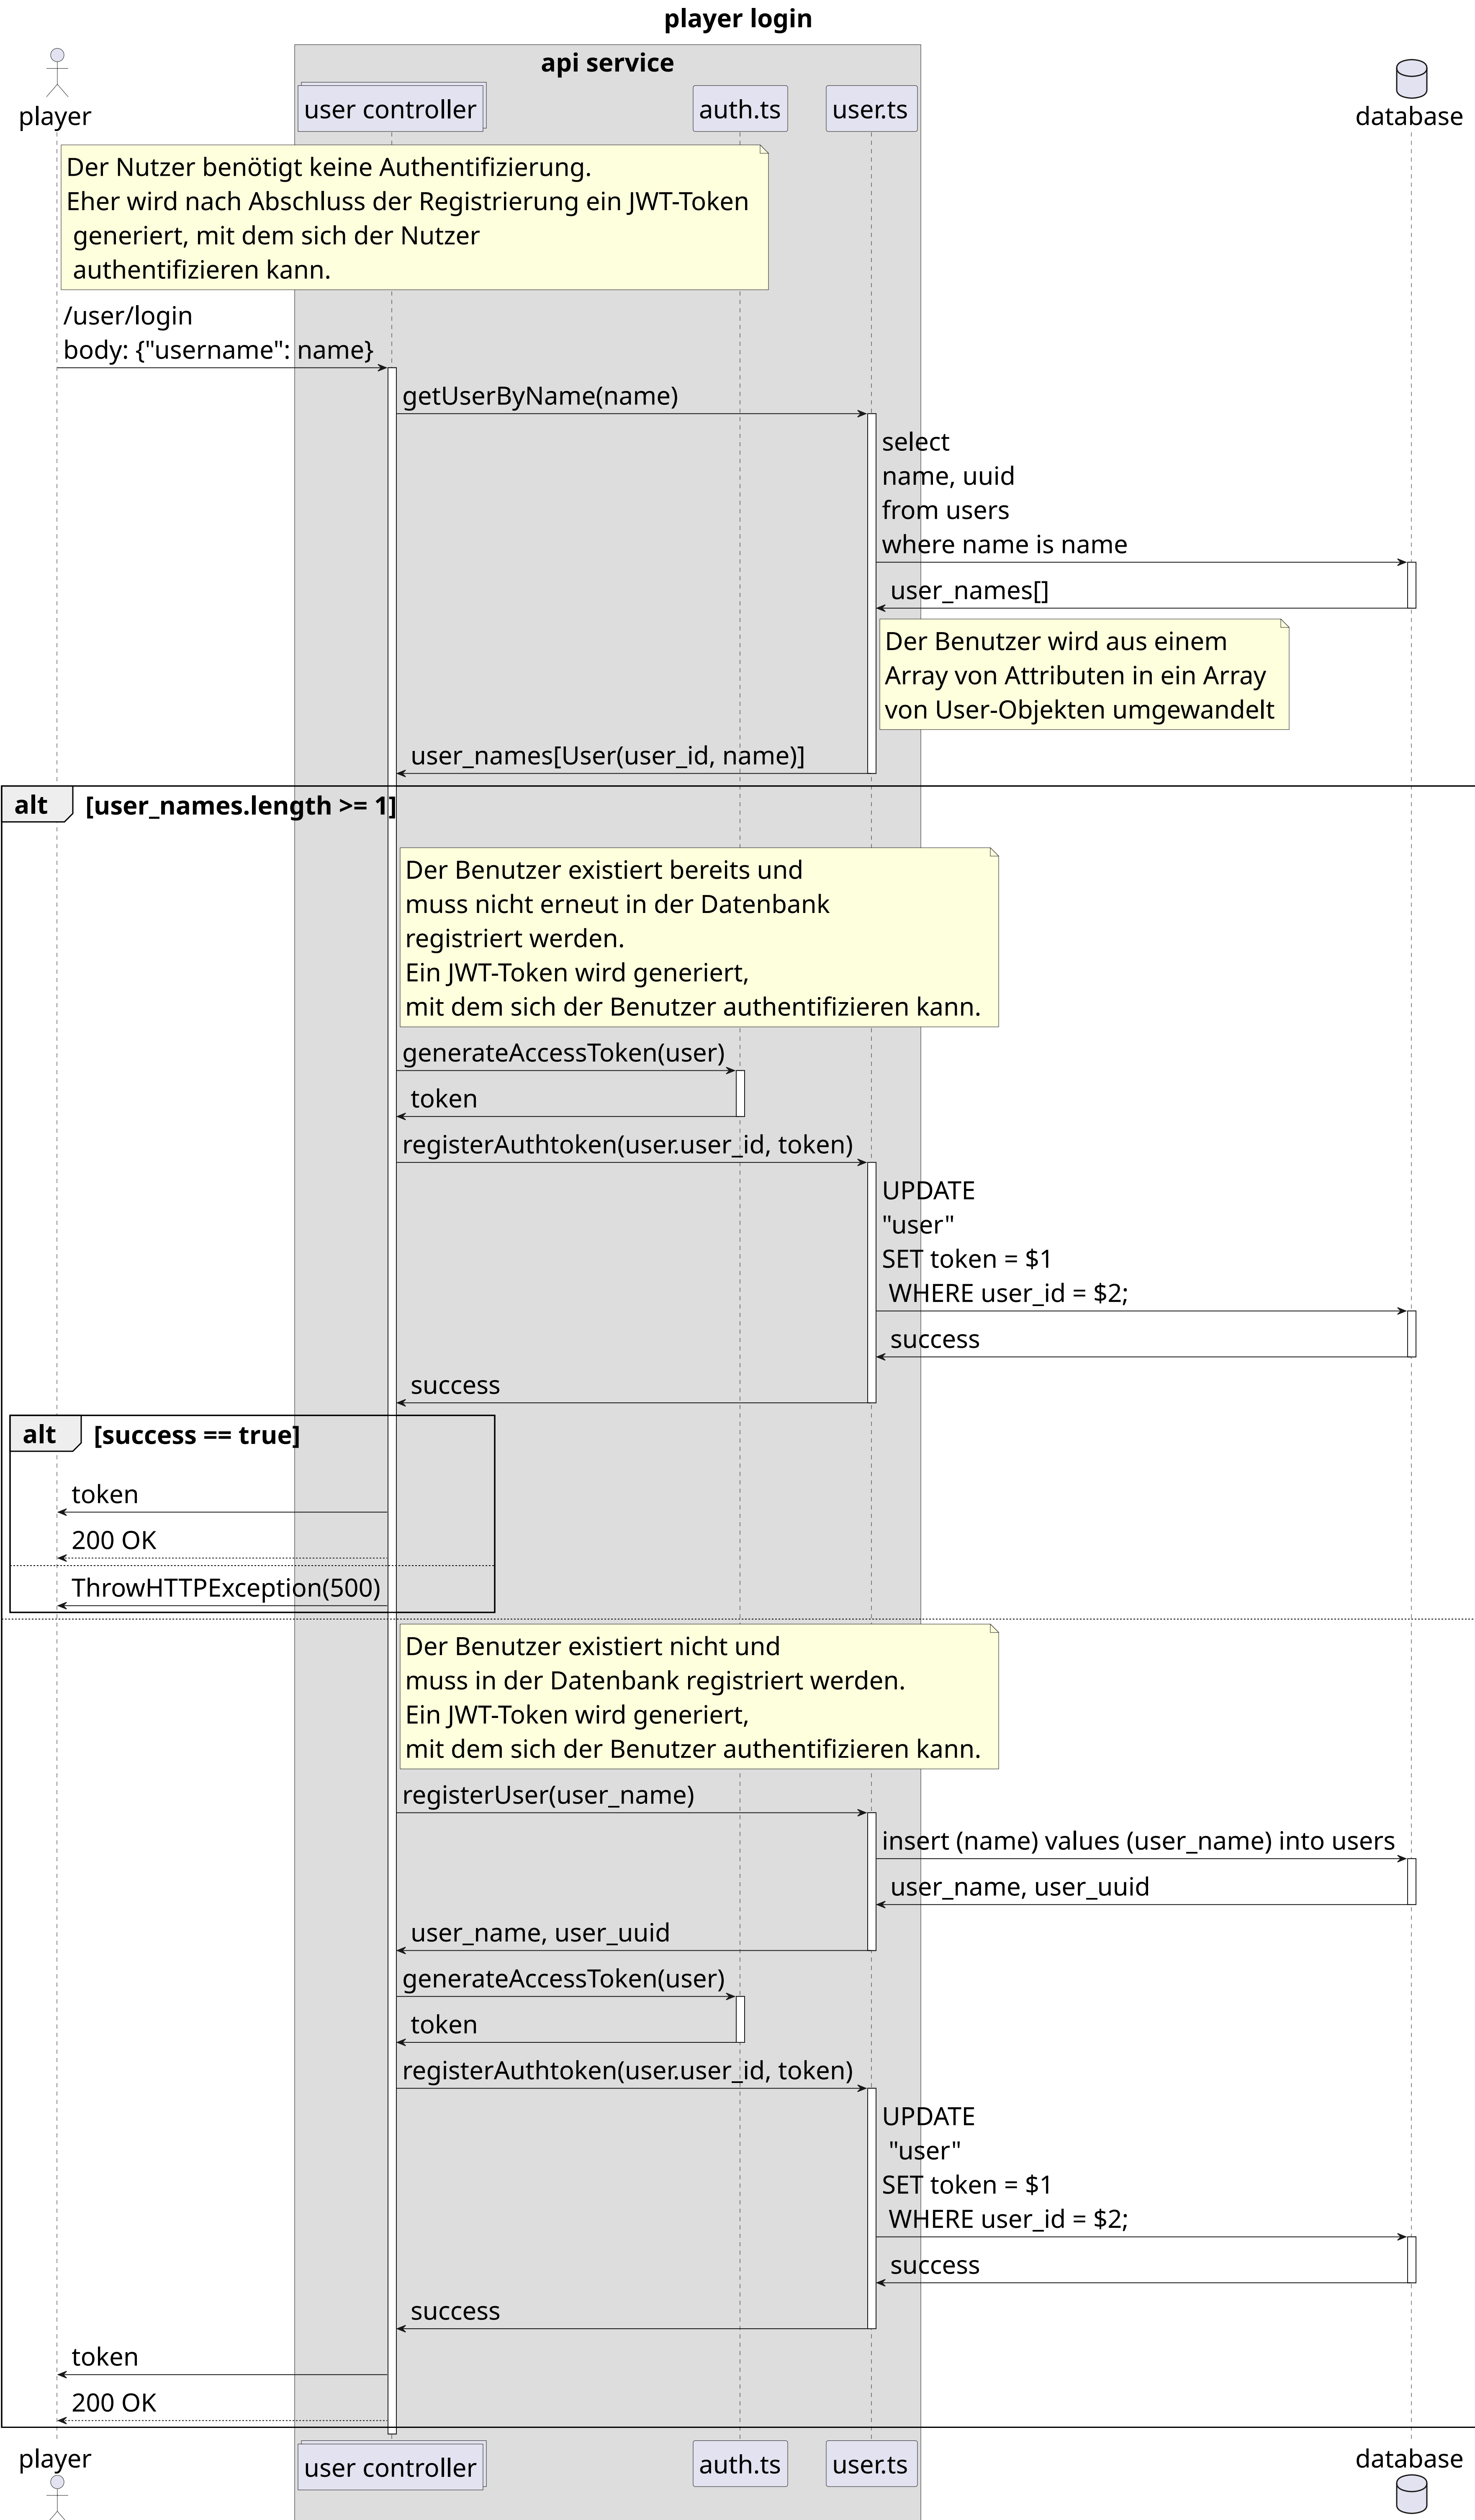 player login
api service
player
user controller
auth.ts
user.ts
database
Der Nutzer benötigt keine Authentifizierung.
Eher wird nach Abschluss der Registrierung ein JWT-Token
generiert, mit dem sich der Nutzer
authentifizieren kann.
/user/login
body: {"username": name}
getUserByName(name)
select
name, uuid
from users
where name is name
user_names[]
Der Benutzer wird aus einem
Array von Attributen in ein Array
von User-Objekten umgewandelt
user_names[User(user_id, name)]
alt [user_names.length >= 1]
Der Benutzer existiert bereits und
muss nicht erneut in der Datenbank
registriert werden.
Ein JWT-Token wird generiert,
mit dem sich der Benutzer authentifizieren kann.
generateAccessToken(user)
token
registerAuthtoken(user.user_id, token)
UPDATE
"user"
SET token = $1
WHERE user_id = $2;
success
success
alt [success == true]
token
200 OK
ThrowHTTPException(500)
Der Benutzer existiert nicht und
muss in der Datenbank registriert werden.
Ein JWT-Token wird generiert,
mit dem sich der Benutzer authentifizieren kann.
registerUser(user_name)
insert (name) values (user_name) into users
user_name, user_uuid
user_name, user_uuid
generateAccessToken(user)
token
registerAuthtoken(user.user_id, token)
UPDATE
"user"
SET token = $1
WHERE user_id = $2;
success
success
token
200 OK
player
user controller
auth.ts
user.ts
database